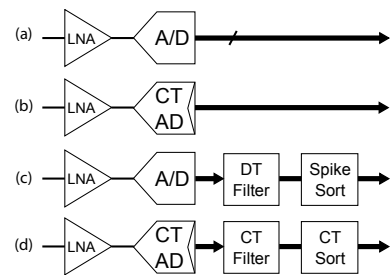 (a) LNA A/D
(b) LNA CT AD
(c) LNA A/D DT Filter Spike Sort
(d) LNA CT AD CT Filter CT Sort